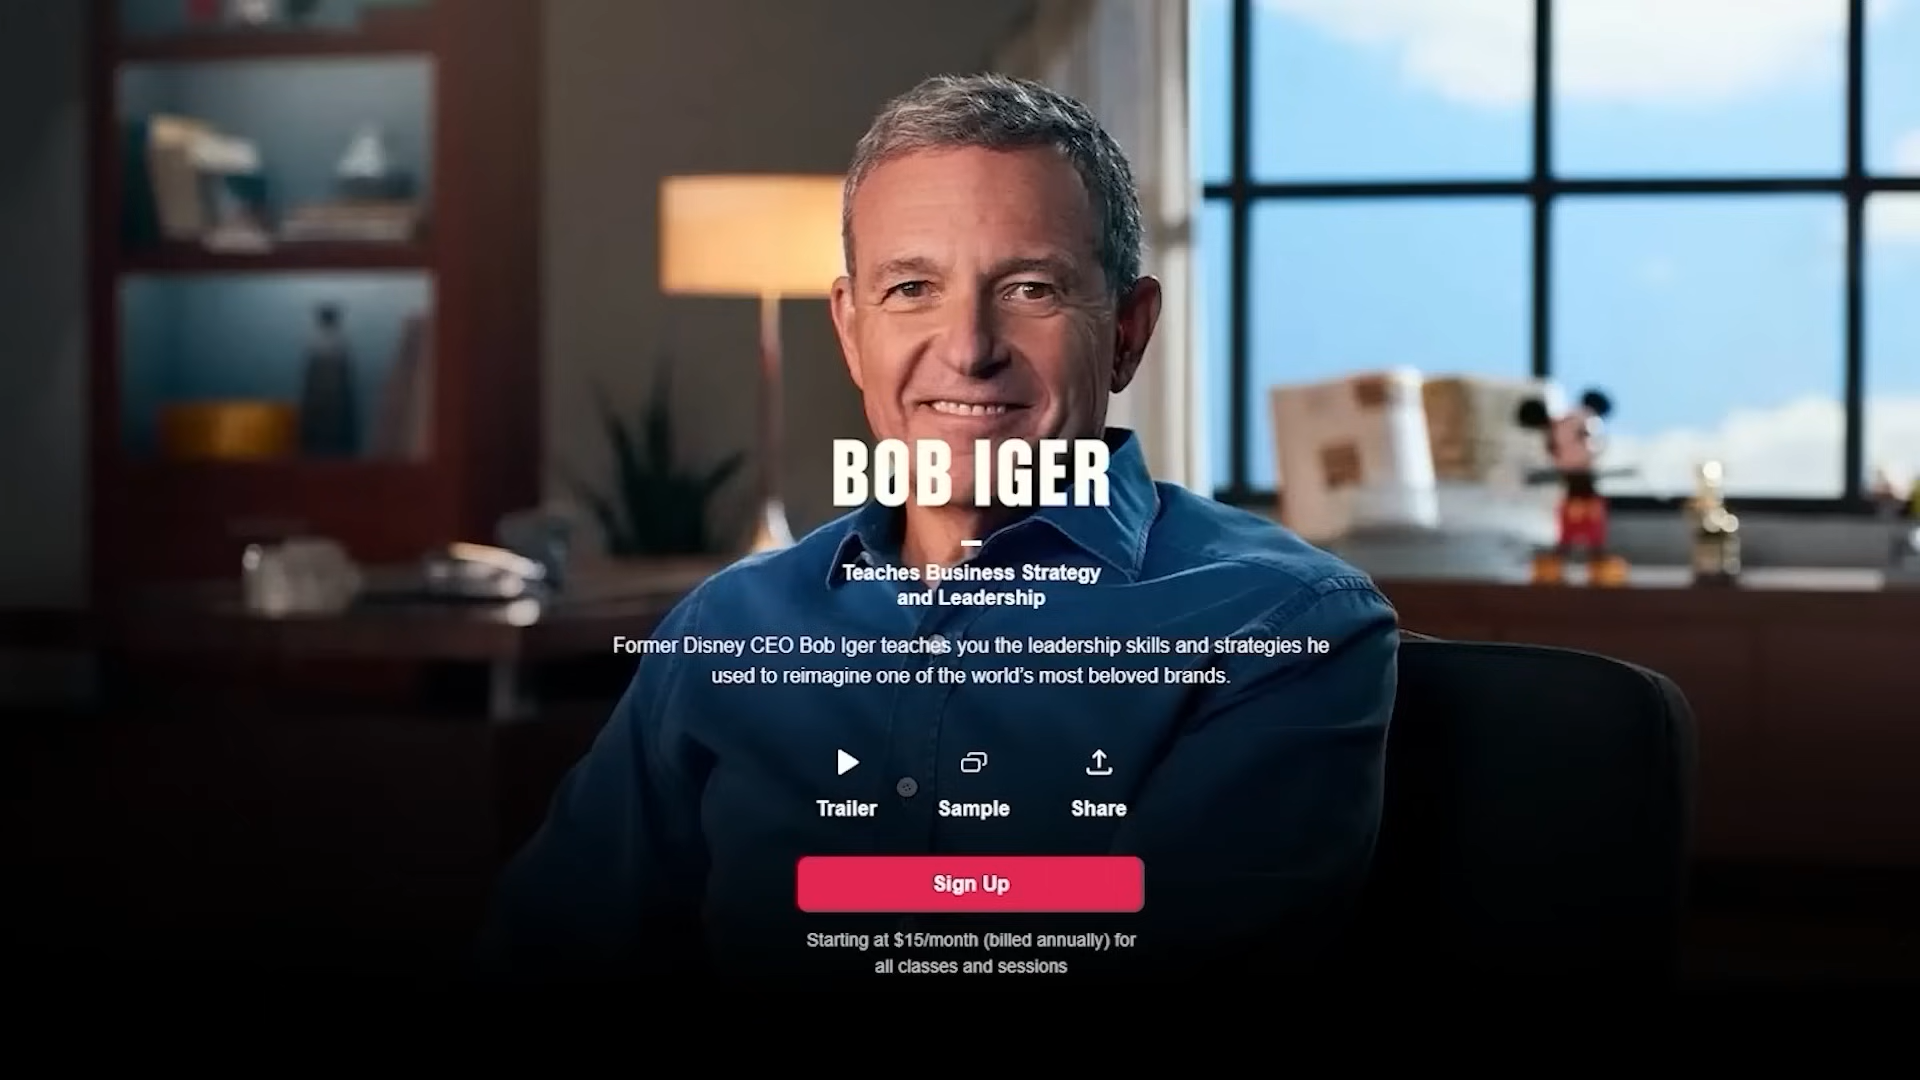 BOB IGER
Teaches Business Strategy
and Leadership
Former Disney CEO Bob Iger teaches you the leadership skills and strategies he
used to reimagine one of the world's most beloved brands.
Trailer Sample Share
Sign Up
Starting at $15/month (billed annually) for
all classes and sessions